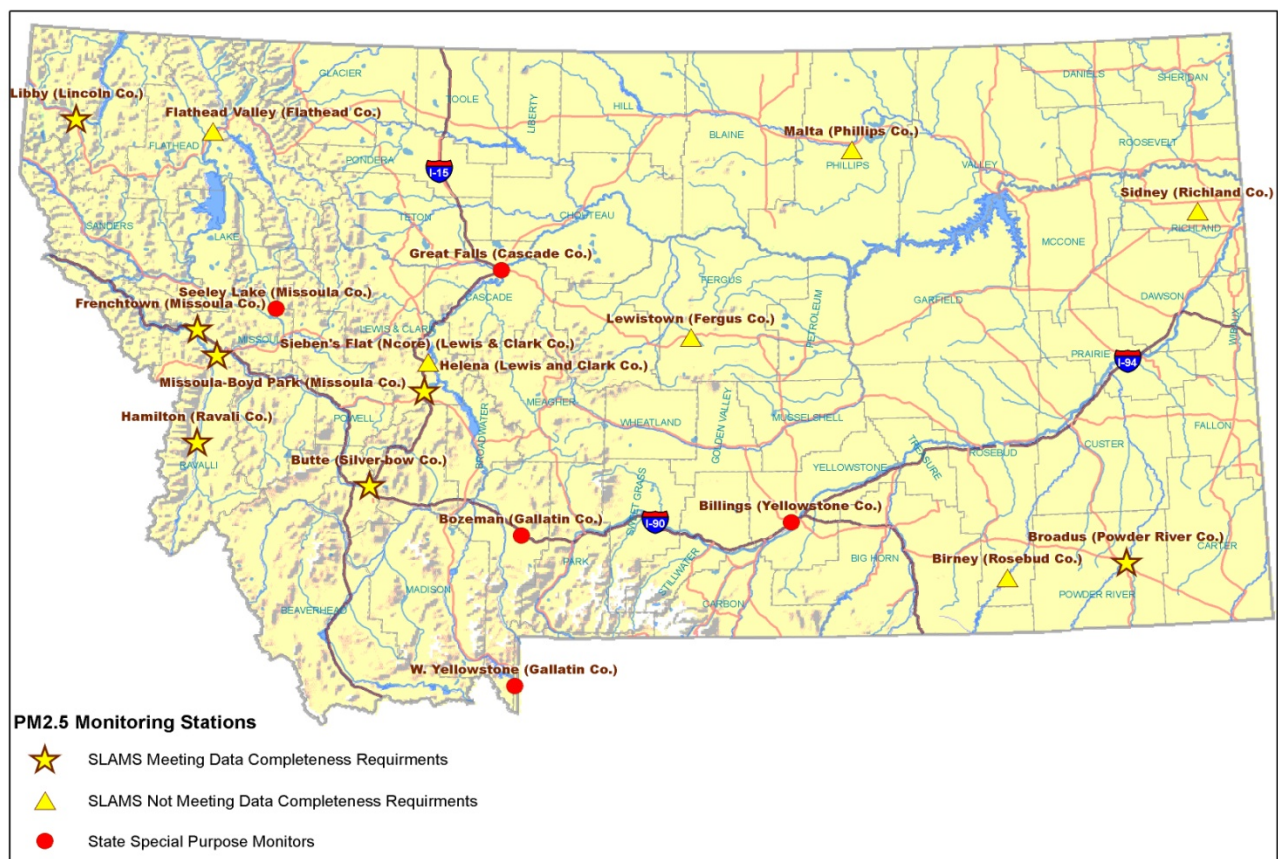 GLACIER
TOOLE
LIBERTY
HILL
BLAINE
DANIELS
SHERIDAN
Libby (Lincoln Co.)
Flathead Valley (Flathead Co.)
FLATHEAD
PONDERA
I-15
Malta (Phillips Co.)
PHILLIPS
VALLEY
ROOSEVELT
Sidney (Richland Co.)
RICHLAND
SANDERS
LAKE
TETON
CHOUTEAU
MCCONE
Great Falls (Cascade Co.)
CASCADE
FERGUS
PETROLEUM
GARFIELD
DAWSON
WIBAUX
Seeley Lake (Missoula Co.)
Frenchtown (Missoula Co.)
LEWIS & CLARK
MISSOULA
Sieben's Flat (Ncore) (Lewis & Clark Co.)
Lewistown (Fergus Co.)
PRAIRIE
I-94
Helena (Lewis and Clark Co.)
Missoula-Boyd Park (Missoula Co.)
MEAGHER
Hamilton (Ravali Co.)
POWELL
BROADWATER
WHEATLAND
GOLDEN VALLEY
MUSSELSHELL
TREASURE
ROSEBUD
CUSTER
FALLON
RAVALLI
Butte (Silver-bow Co.)
YELLOWSTONE
Bozeman (Gallatin Co.)
SWEET GRASS
I-90
Billings (Yellowstone Co.)
Broadus (Powder River Co.)
PARK
STILLWATER
BIG HORN
Birney (Rosebud Co.)
CARTER
MADISON
CARBON
POWDER RIVER
BEAVERHEAD
W. Yellowstone (Gallatin Co.)
PM2.5 Monitoring Stations
SLAMS Meeting Data Completeness Requirments
SLAMS Not Meeting Data Completeness Requirments
State Special Purpose Monitors